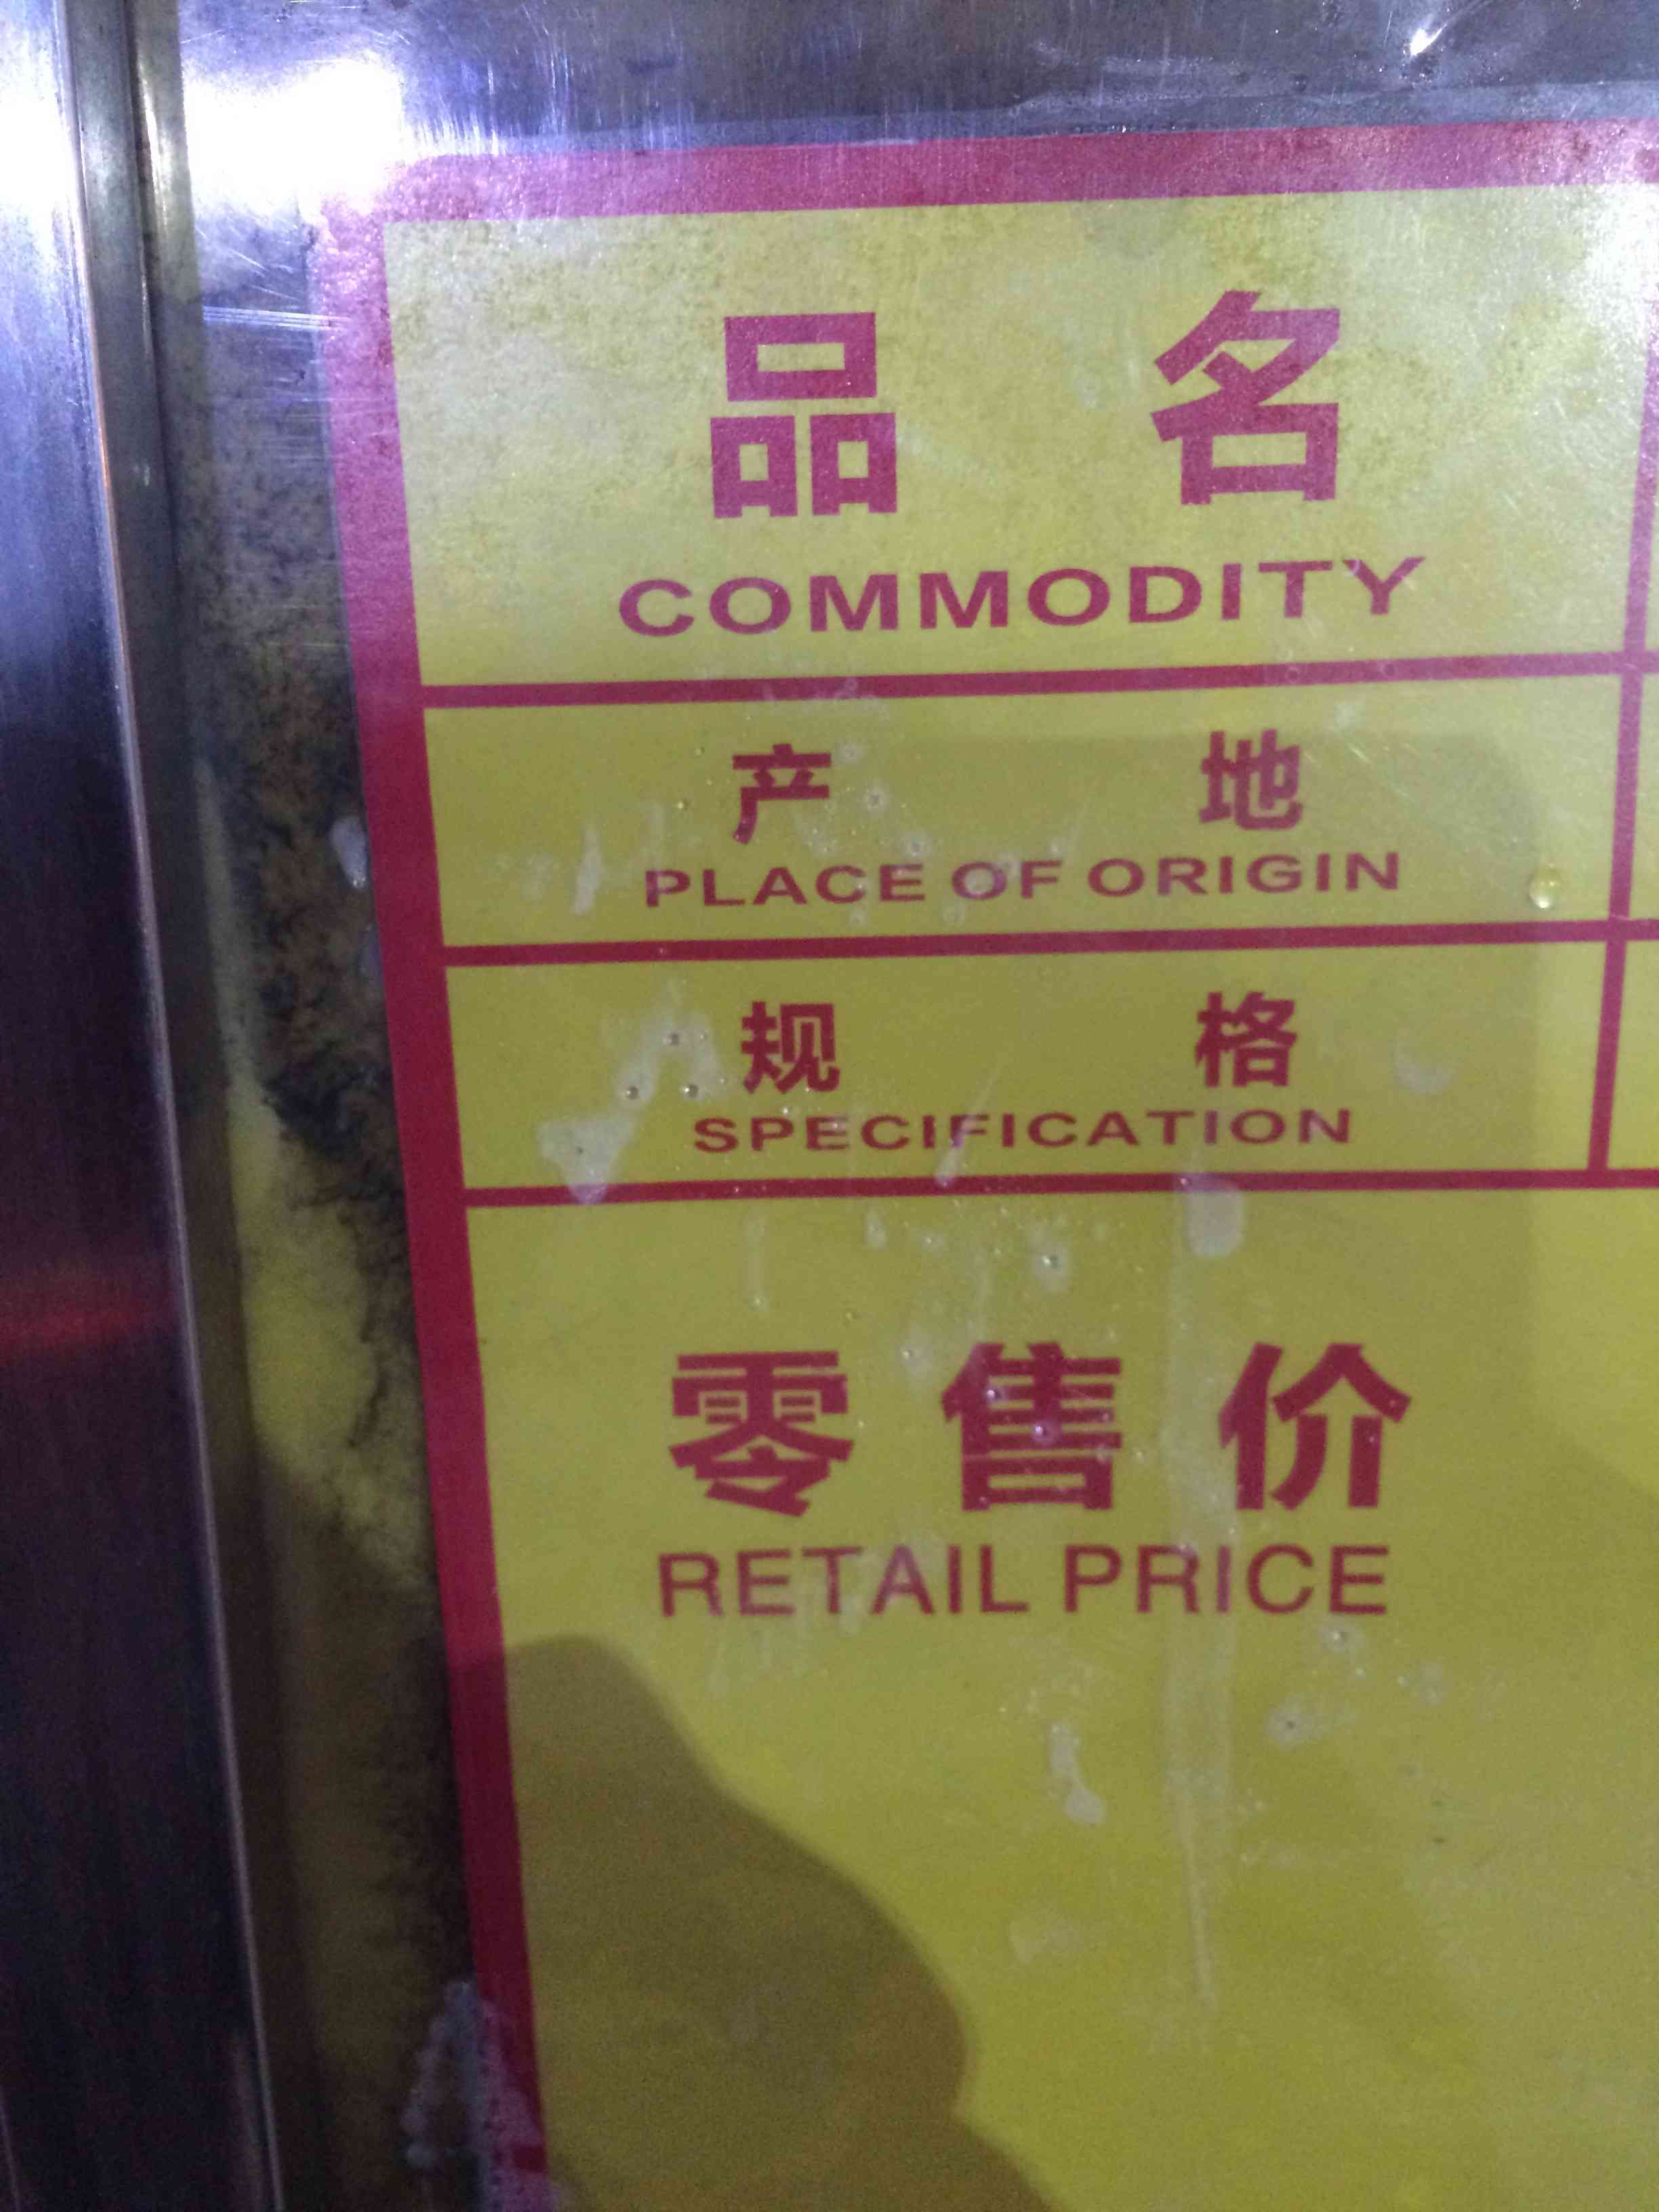 品名
COMMODITY
产地
PLACE OF ORIGIN
规格
SPECIFICATION
零售价
RETAIL PRICE